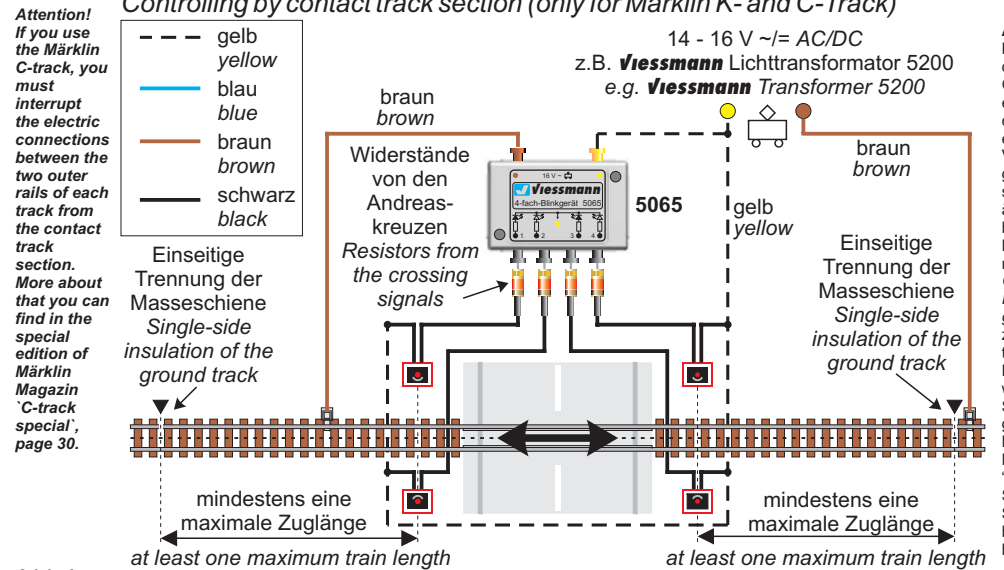 Controlling by contact track section (only for Märklin K- and C-Track)
Attention!
If you use
the Märklin
C-track, you
must
interrupt
the electric
connections
between the
two outer
rails of each
track from
the contact
track
section.
More about
that you can
find in the
special
edition of
Märklin
Magazin
`C-track
special`,
page 30.
gelb
yellow
blau
blue
braun
brown
schwarz
black
14 - 16 V ~/= AC/DC
z.B. viessmann Lichttransformator 5200
e.g. viessmann Transformer 5200
braun
brown
braun
brown
Widerstände
von den
Andreas-
kreuzen
Resistors from
the crossing
signals
16 V ~
viessmann
4-fach-Blinkgerät 5065
1 2 3 4
5065
gelb
yellow
Einseitige
Trennung der
Masseschiene
Single-side
insulation of the
ground track
Einseitige
Trennung der
Masseschiene
Single-side
insulation of the
ground track
mindestens eine
maximale Zuglänge
at least one maximum train length
mindestens eine
maximale Zuglänge
at least one maximum train length